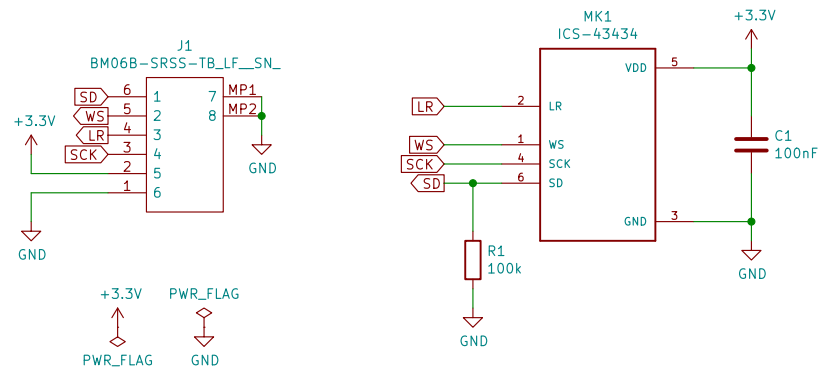 J1
BM06B-SRSS-TB_LF__SN_
SD 6 1 7 MP1
WS 5 2 8 MP2
+3.3V
LR 4 3
SCK 3 4
2 5
1 6
GND
GND
+3.3V
PWR_FLAG
PWR_FLAG
GND
MK1
ICS-43434
+3.3V
VDD 5
LR 2 LR
WS 1 WS
SCK 4 SCK
SD 6 SD
C1
100nF
GND 3
R1
100k
GND
GND